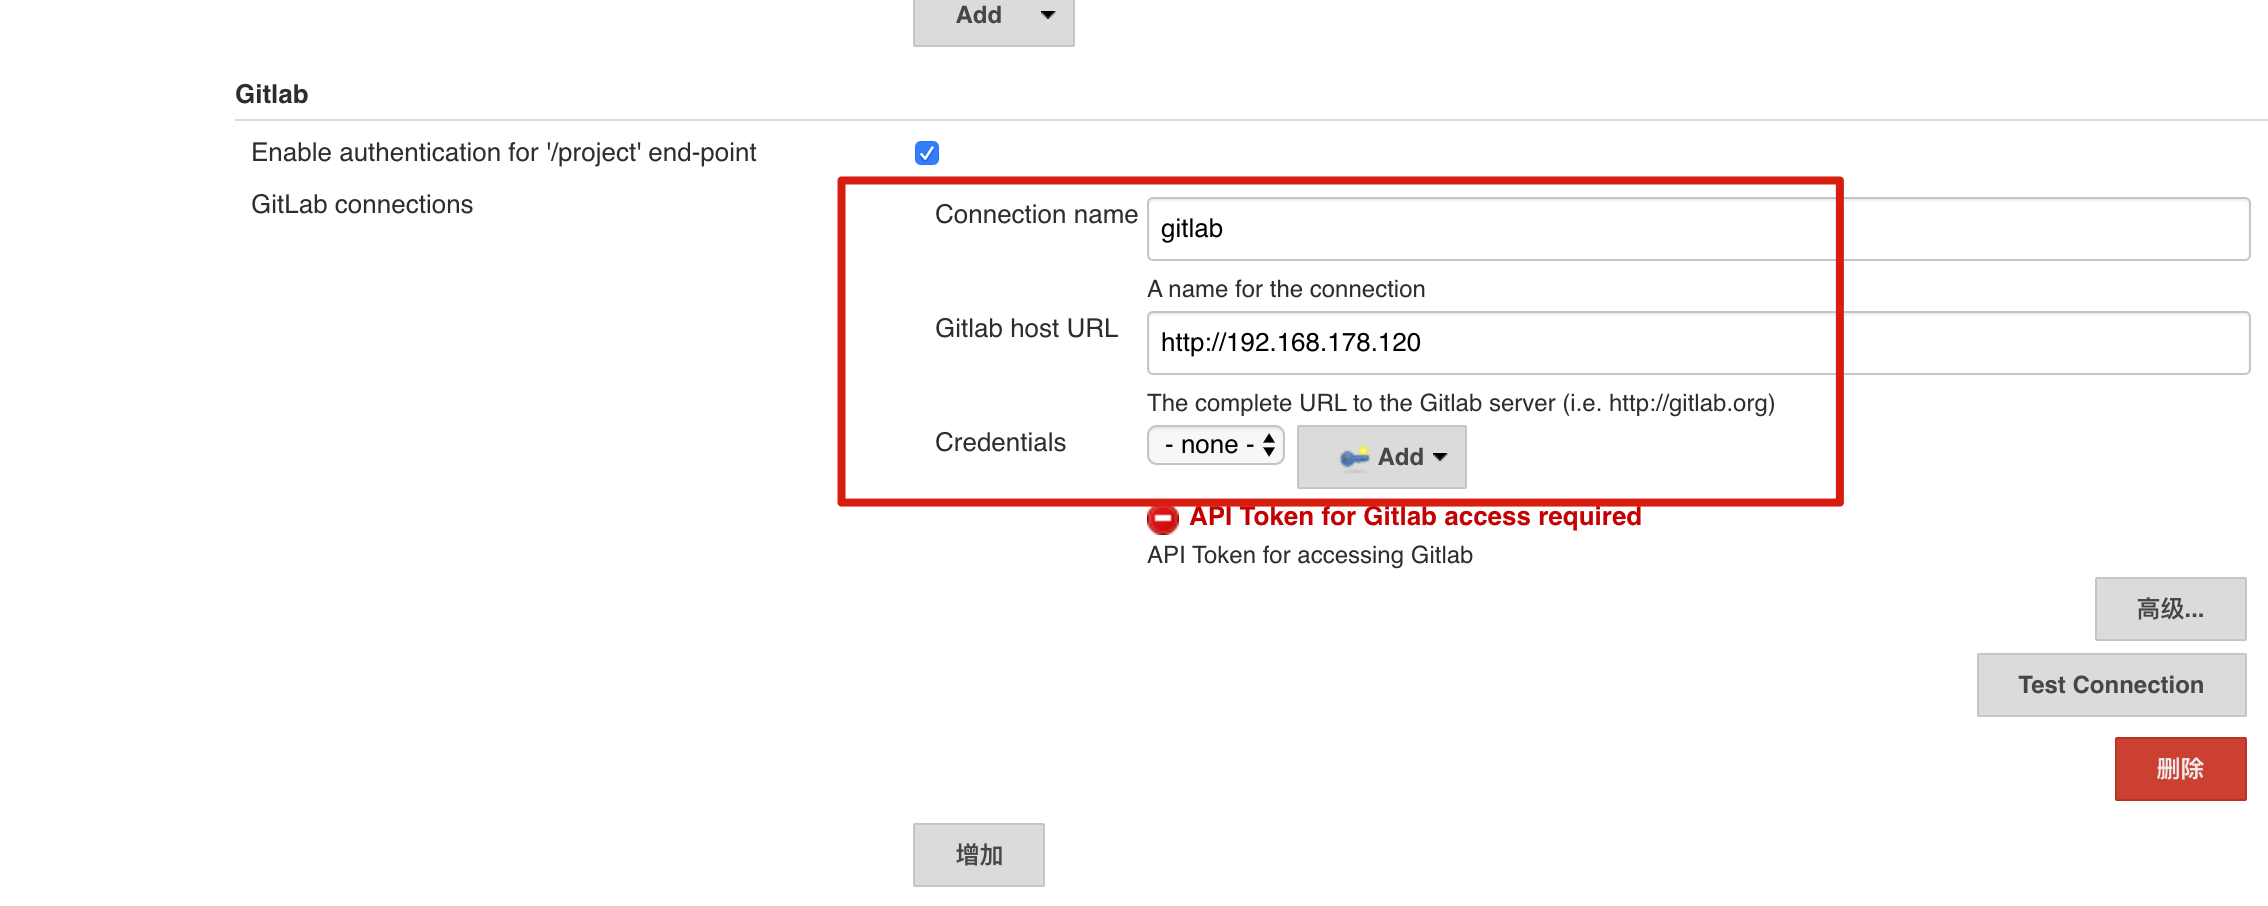 Add
Gitlab
Enable authentication for '/project' end-point
GitLab connections
Connection name
gitlab
A name for the connection
Gitlab host URL
http://192.168.178.120
The complete URL to the Gitlab server (i.e. http://gitlab.org)
Credentials
- none -
Add
API Token for Gitlab access required
API Token for accessing Gitlab
高级...
Test Connection
删除
增加